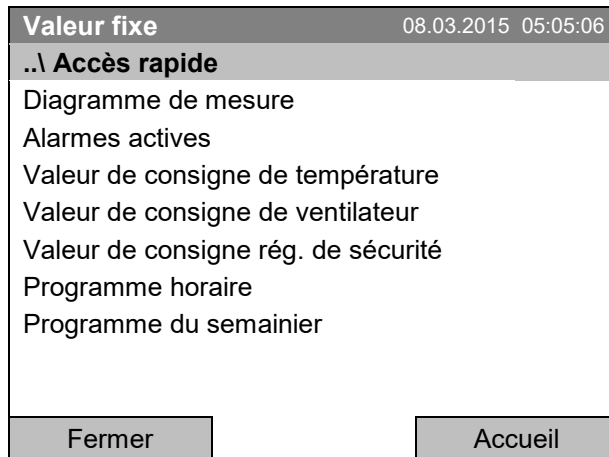 Valeur fixe 08.03.2015 05:05:06
..\ Accès rapide
Diagramme de mesure
Alarmes actives
Valeur de consigne de température
Valeur de consigne de ventilateur
Valeur de consigne rég. de sécurité
Programme horaire
Programme du semainier
Fermer Accueil